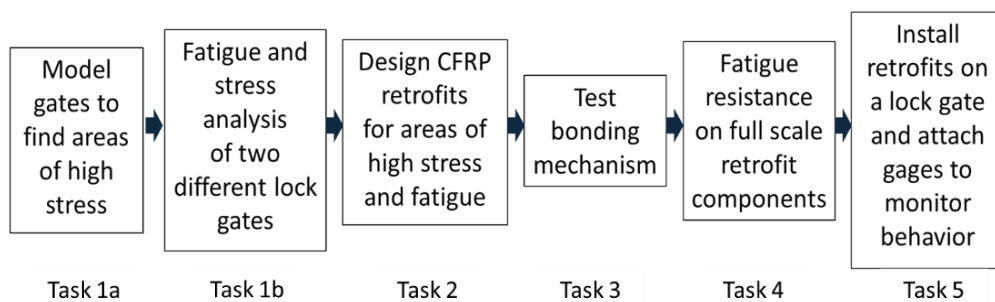 Model
gates to
find areas
of high
stress
Fatigue and
stress
analysis
of two
different lock
gates
Design CFRP
retrofits
for areas of
high stress
and fatigue
Test
bonding
mechanism
Fatigue
resistance
on full scale
retrofit
components
Install
retrofits on
a lock gate
and attach
gages to
monitor
behavior
Task 1a
Task 1b
Task 2
Task 3
Task 4
Task 5